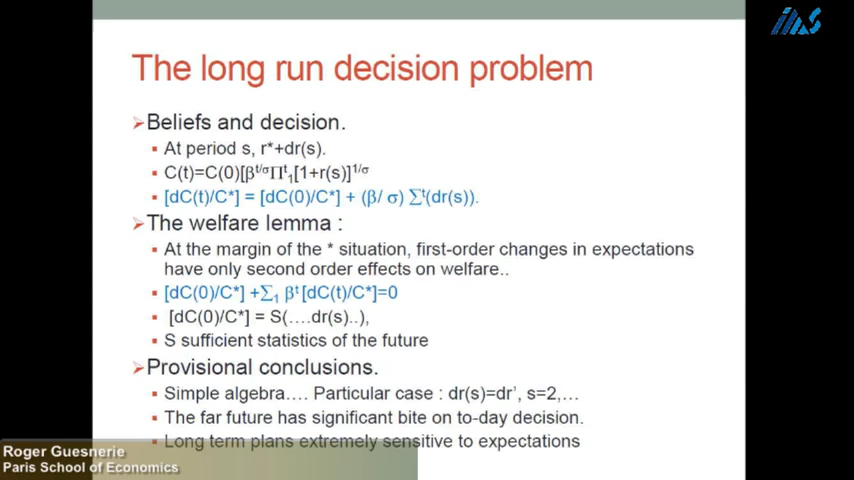 The long run decision problem
Beliefs and decision.
At period s, r*+dr(s).
C(t)=C(0)[β^t/σ Π^t_1[1+r(s)]^1/σ
[dC(t)/C*] = [dC(0)/C*] + (β/ σ) Σ^t(dr(s)).
The welfare lemma :
At the margin of the * situation, first-order changes in expectations
have only second order effects on welfare..
[dC(0)/C*] +Σ_1 β^t [dC(t)/C*]=0
[dC(0)/C*] = S(....dr(s)..),
S sufficient statistics of the future
Provisional conclusions.
Simple algebra.... Particular case : dr(s)=dr', s=2,...
The far future has significant bite on to-day decision.
Long term plans extremely sensitive to expectations
Roger Guesnerie
Paris School of Economics